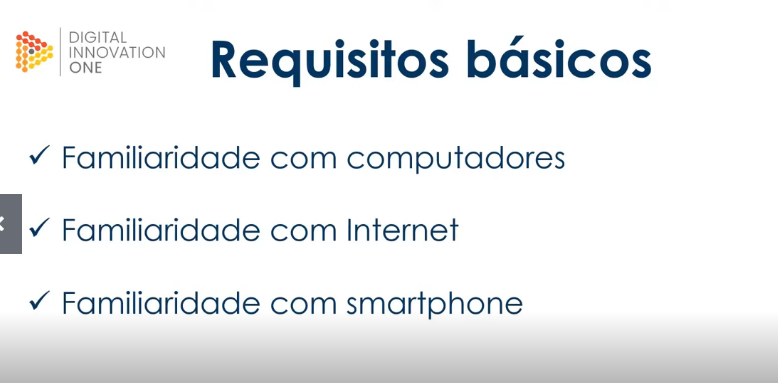 DIGITAL
INNOVATION
ONE
Requisitos básicos
✓ Familiaridade com computadores
✓ Familiaridade com Internet
✓ Familiaridade com smartphone